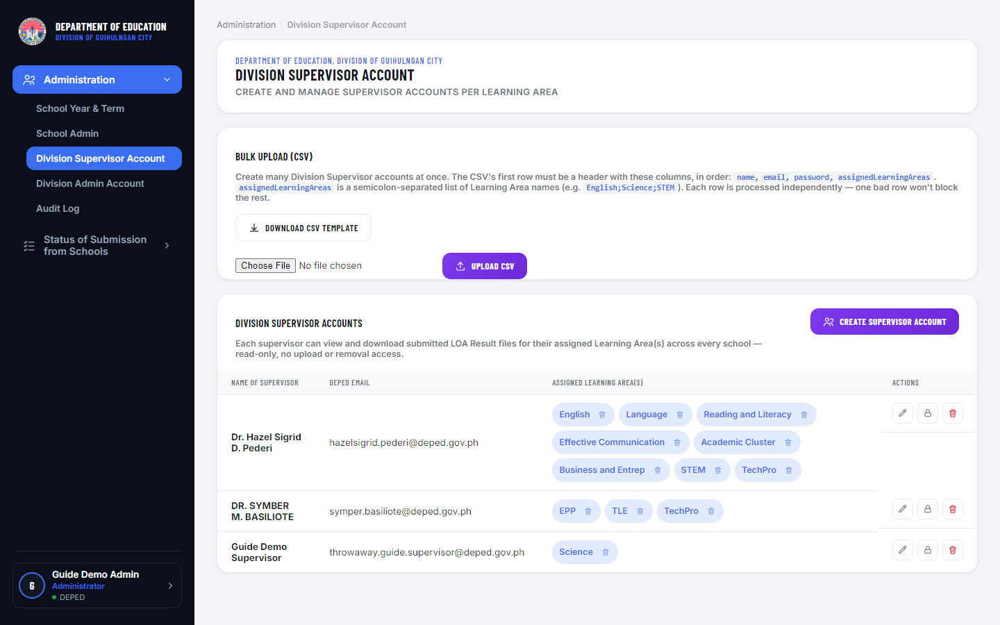 DEPARTMENT OF EDUCATION
DIVISION OF GUIHULNGAN CITY
Administration
School Year & Term
School Admin
Division Supervisor Account
Division Admin Account
Audit Log
Status of Submission
from Schools
G
Guide Demo Admin
Administrator
DEPED
Administration / Division Supervisor Account
DEPARTMENT OF EDUCATION, DIVISION OF GUIHULNGAN CITY
DIVISION SUPERVISOR ACCOUNT
CREATE AND MANAGE SUPERVISOR ACCOUNTS PER LEARNING AREA
BULK UPLOAD (CSV)
Create many Division Supervisor accounts at once. The CSV's first row must be a header with these columns, in order: name, email, password, assignedLearningAreas .
assignedLearningAreas is a semicolon-separated list of Learning Area names (e.g. English;Science;STEM ). Each row is processed independently — one bad row won't block
the rest.
DOWNLOAD CSV TEMPLATE
Choose File No file chosen
UPLOAD CSV
DIVISION SUPERVISOR ACCOUNTS
CREATE SUPERVISOR ACCOUNT
Each supervisor can view and download submitted LOA Result files for their assigned Learning Area(s) across every school —
read-only, no upload or removal access.
NAME OF SUPERVISOR DEPED EMAIL ASSIGNED LEARNING AREA(S) ACTIONS
Dr. Hazel Sigrid
D. Pederi
hazelsigrid.pederi@deped.gov.ph
English Language Reading and Literacy
Effective Communication Academic Cluster
Business and Entrep STEM TechPro
DR. SYMBER
M. BASILIOTE
symper.basiliote@deped.gov.ph
EPP TLE TechPro
Guide Demo
Supervisor
throwaway.guide.supervisor@deped.gov.ph
Science